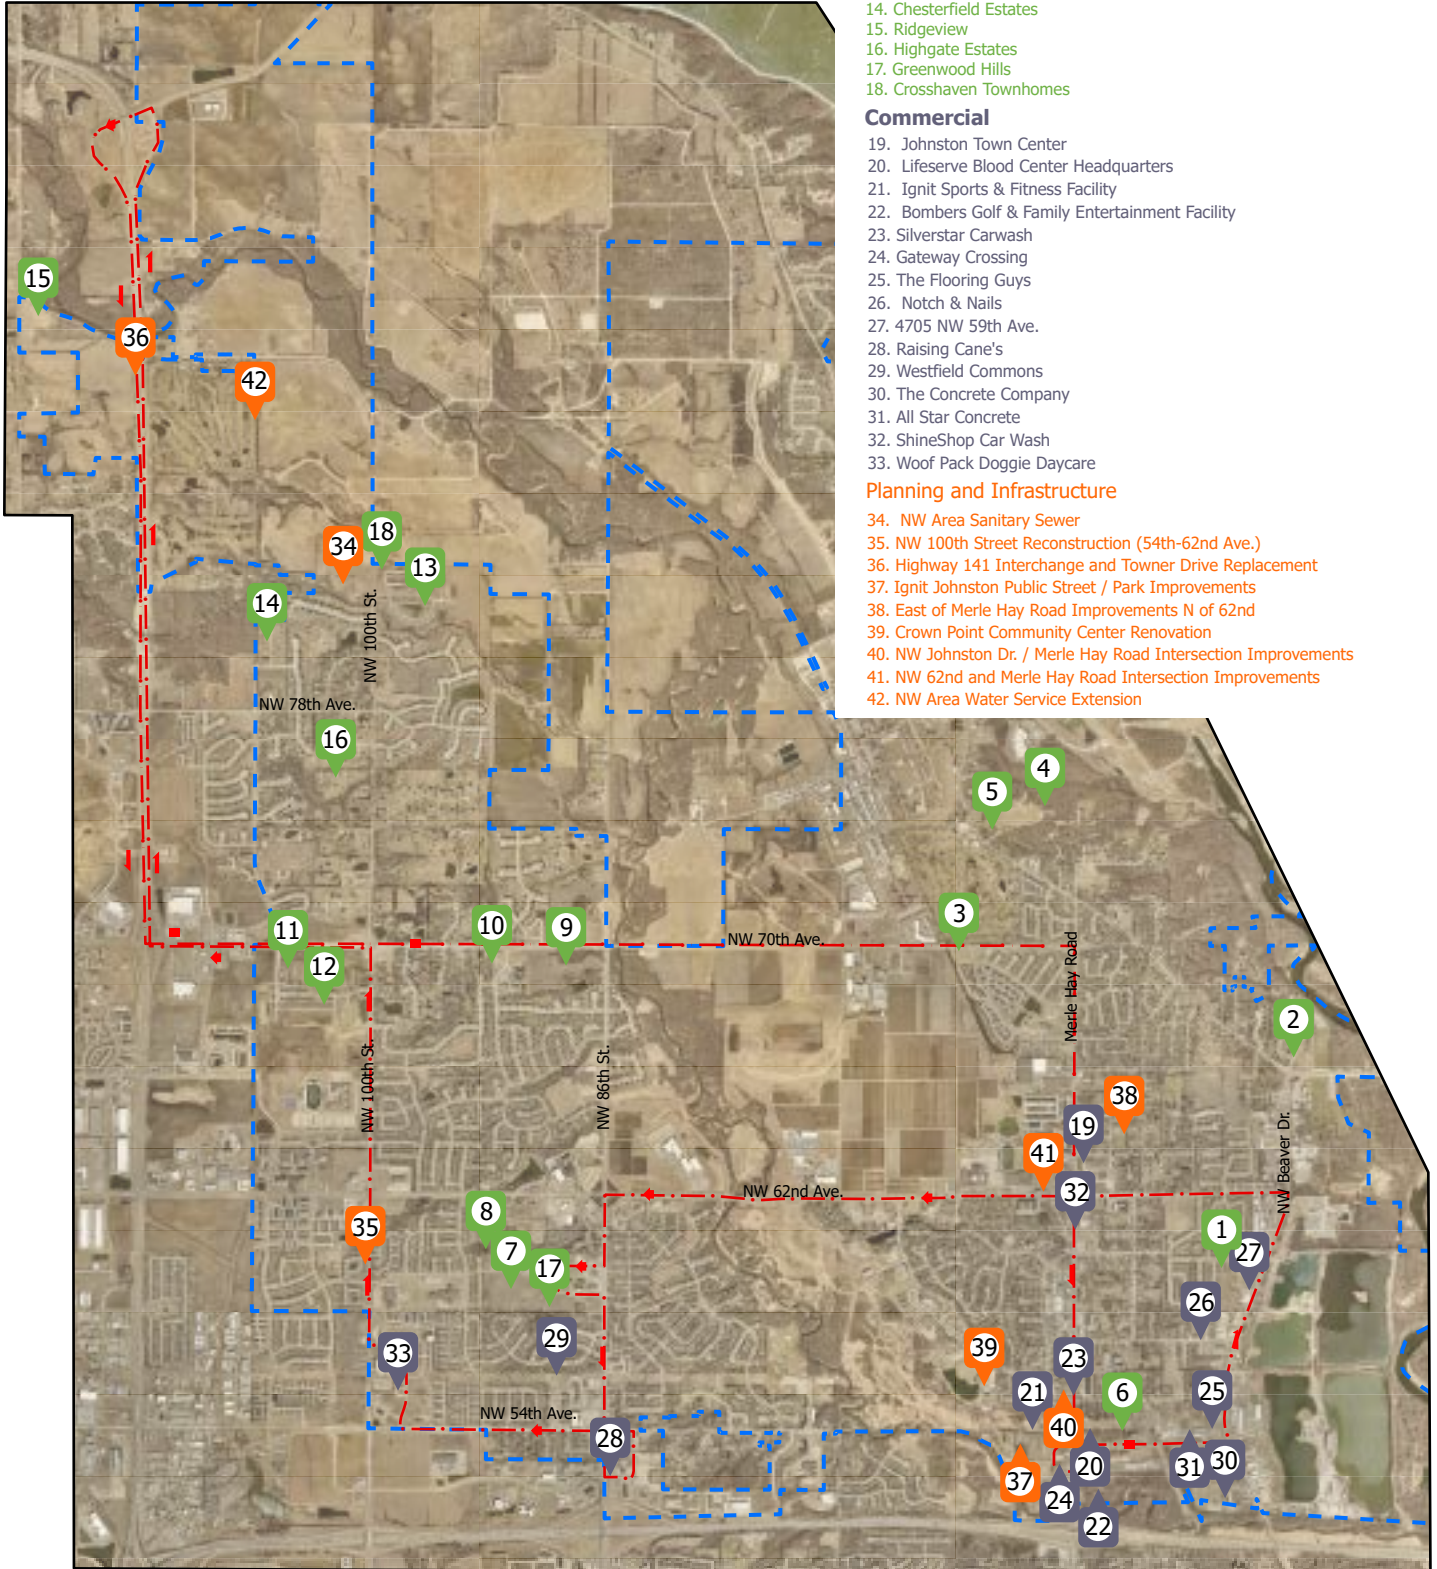 14. Chesterfield Estates
15. Ridgeview
16. Highgate Estates
17. Greenwood Hills
18. Crosshaven Townhomes
Commercial
19. Johnston Town Center
20. Lifeserve Blood Center Headquarters
21. Ignit Sports & Fitness Facility
22. Bombers Golf & Family Entertainment Facility
23. Silverstar Carwash
24. Gateway Crossing
25. The Flooring Guys
26. Notch & Nails
27. 4705 NW 59th Ave.
28. Raising Cane's
29. Westfield Commons
30. The Concrete Company
31. All Star Concrete
32. ShineShop Car Wash
33. Woof Pack Doggie Daycare
Planning and Infrastructure
34. NW Area Sanitary Sewer
35. NW 100th Street Reconstruction (54th-62nd Ave.)
36. Highway 141 Interchange and Towner Drive Replacement
37. Ignit Johnston Public Street / Park Improvements
38. East of Merle Hay Road Improvements N of 62nd
39. Crown Point Community Center Renovation
40. NW Johnston Dr. / Merle Hay Road Intersection Improvements
41. NW 62nd and Merle Hay Road Intersection Improvements
42. NW Area Water Service Extension
15
36
42
34
18
13
14
NW 100th St.
NW 78th Ave.
16
4
5
3
11
10
9
NW 70th Ave.
12
Merle Hay Road
2
NW 100th St.
NW 86th St.
38
19
41
NW Beaver Dr.
NW 62nd Ave.
32
8
35
1
7
27
17
26
29
39
33
23
21
6
25
NW 54th Ave.
40
28
20
31
30
37
24
22